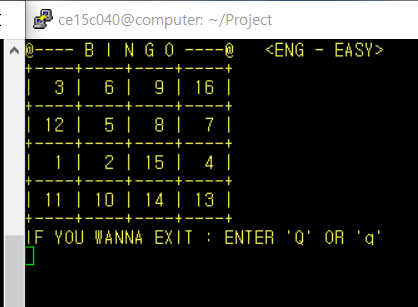 ce15c040@computer: ~/Project
@---- B I N G O ----@ <ENG - EASY>
+----+----+----+----+
| 3 | 6 | 9 | 16 |
+----+----+----+----+
| 12 | 5 | 8 | 7 |
+----+----+----+----+
| 1 | 2 | 15 | 4 |
+----+----+----+----+
| 11 | 10 | 14 | 13 |
+----+----+----+----+
IF YOU WANNA EXIT : ENTER 'Q' OR 'q'